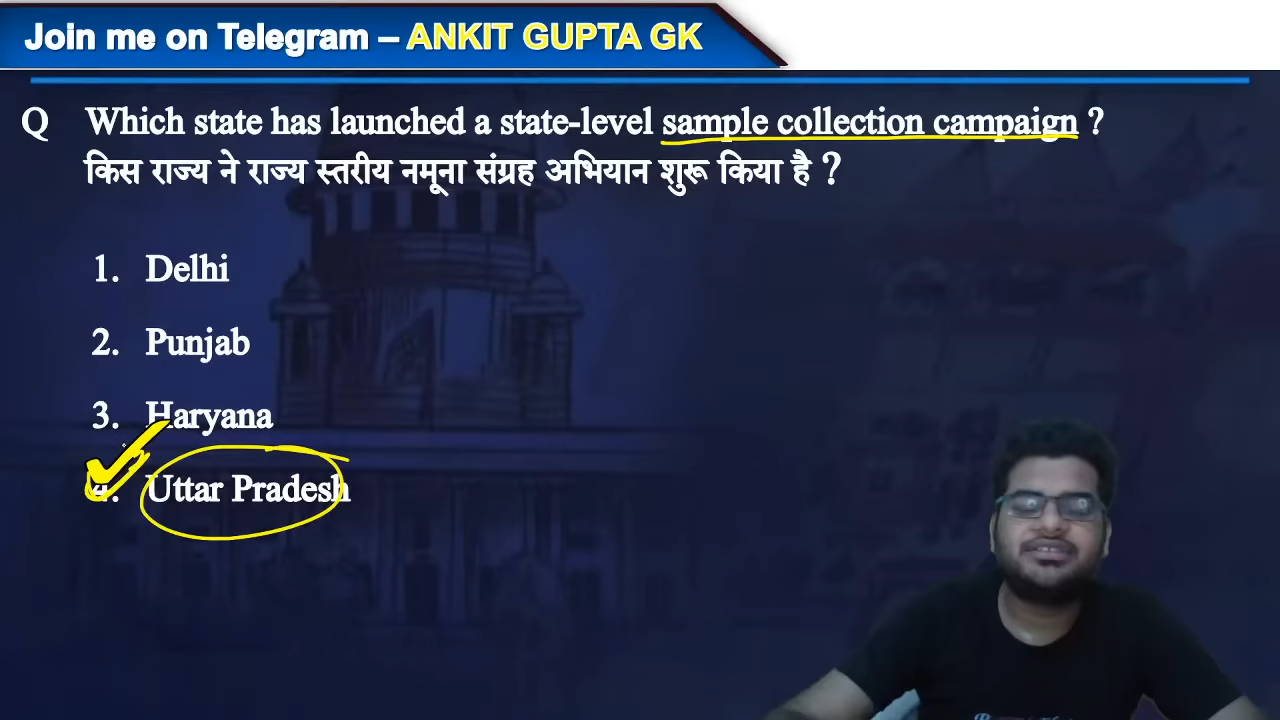 Join me on Telegram – ANKIT GUPTA GK
Q Which state has launched a state-level sample collection campaign ?
किस राज्य ने राज्य स्तरीय नमूना संग्रह अभियान शुरू किया है ?
1. Delhi
2. Punjab
3. Haryana
4. Uttar Pradesh